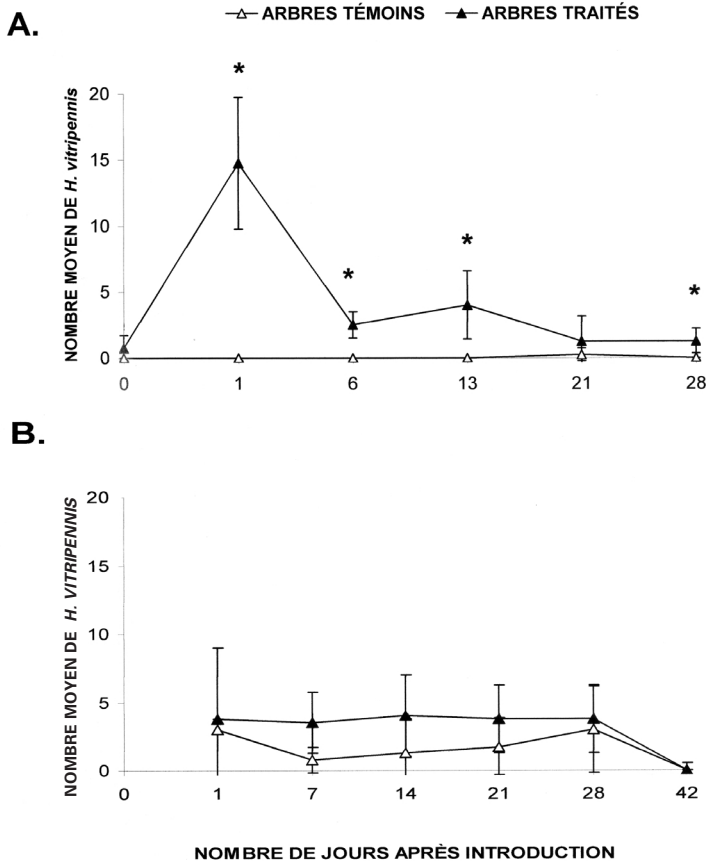 A.
ARBRES TÉMOINS ARBRES TRAITÉS
NOMBRE MOYEN DE H. vitripennis
20
15
10
5
0
* * * *
0 1 6 13 21 28
B.
NOMBRE MOYEN DE H. VITRIPENNIS
20
15
10
5
0
0 1 7 14 21 28 42
NOMBRE DE JOURS APRÈS INTRODUCTION